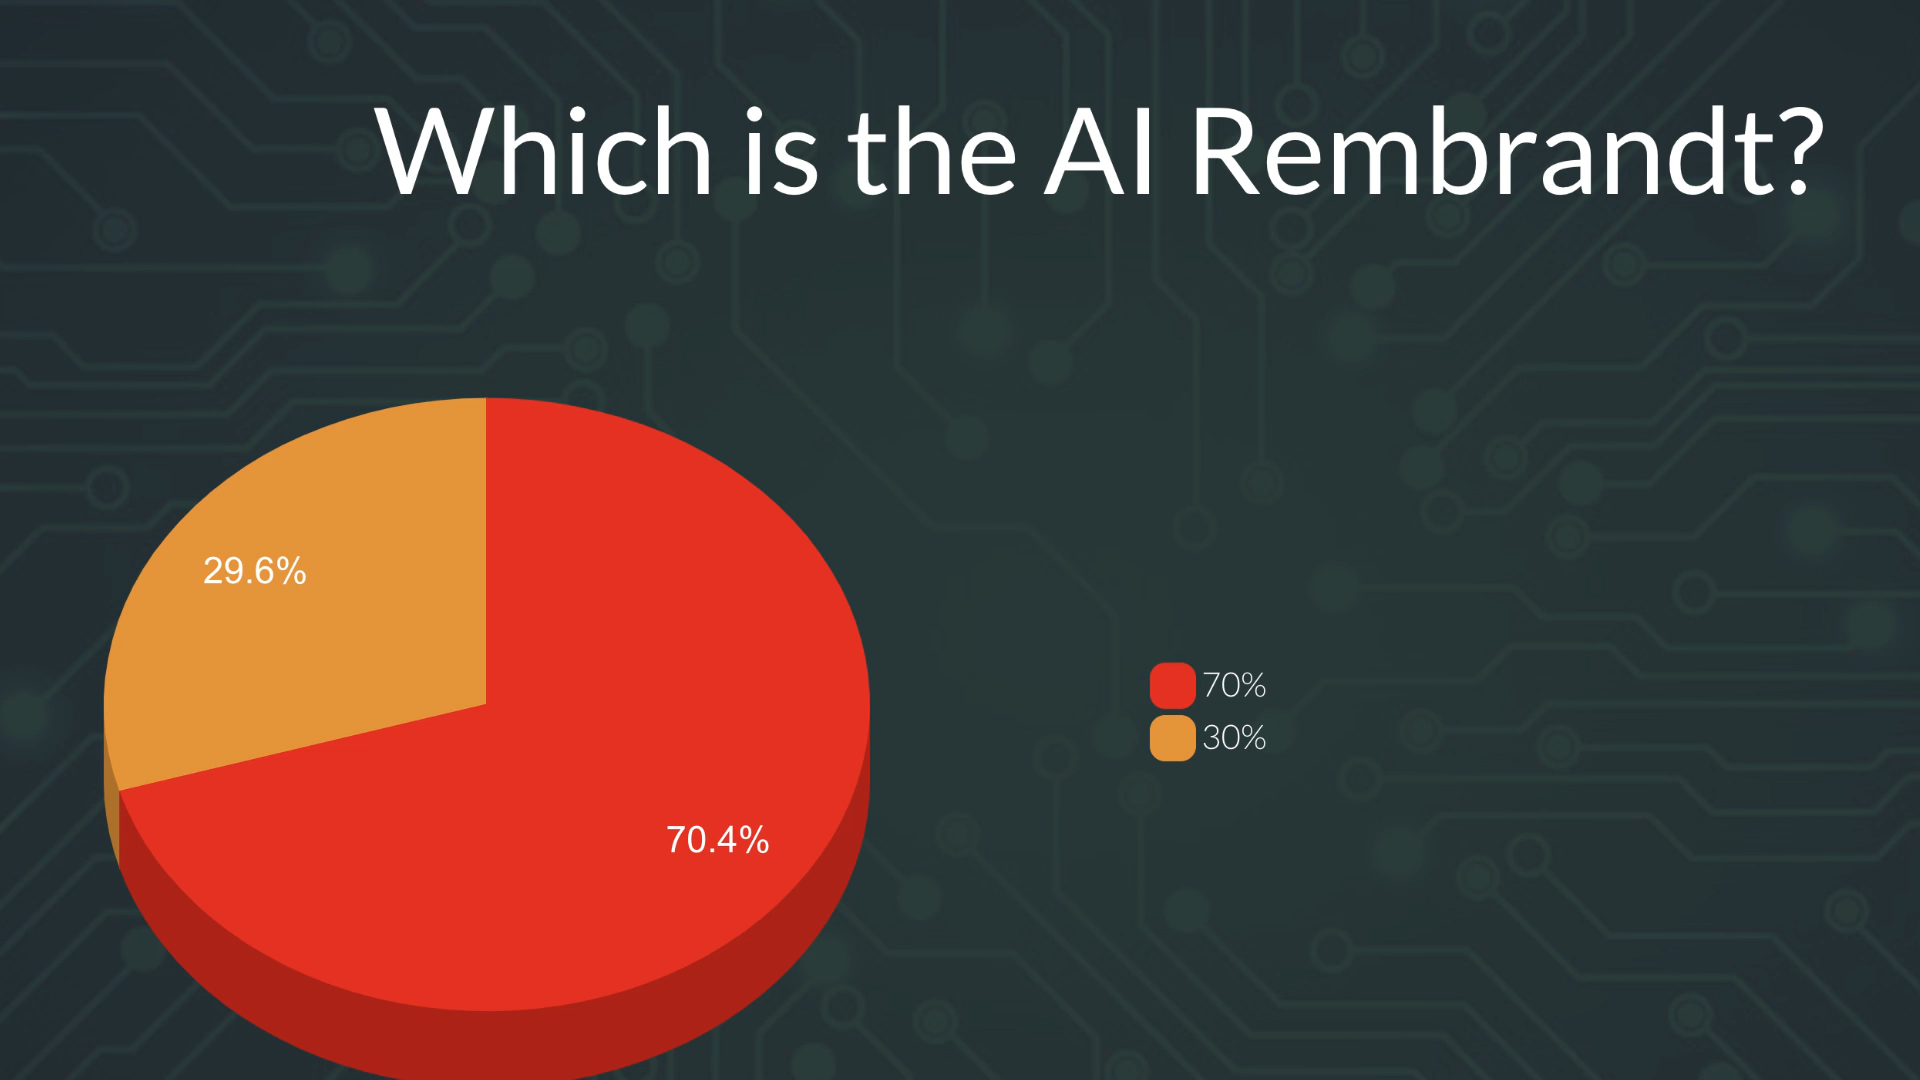 Which is the AI Rembrandt?
29.6%
70.4%
70%
30%